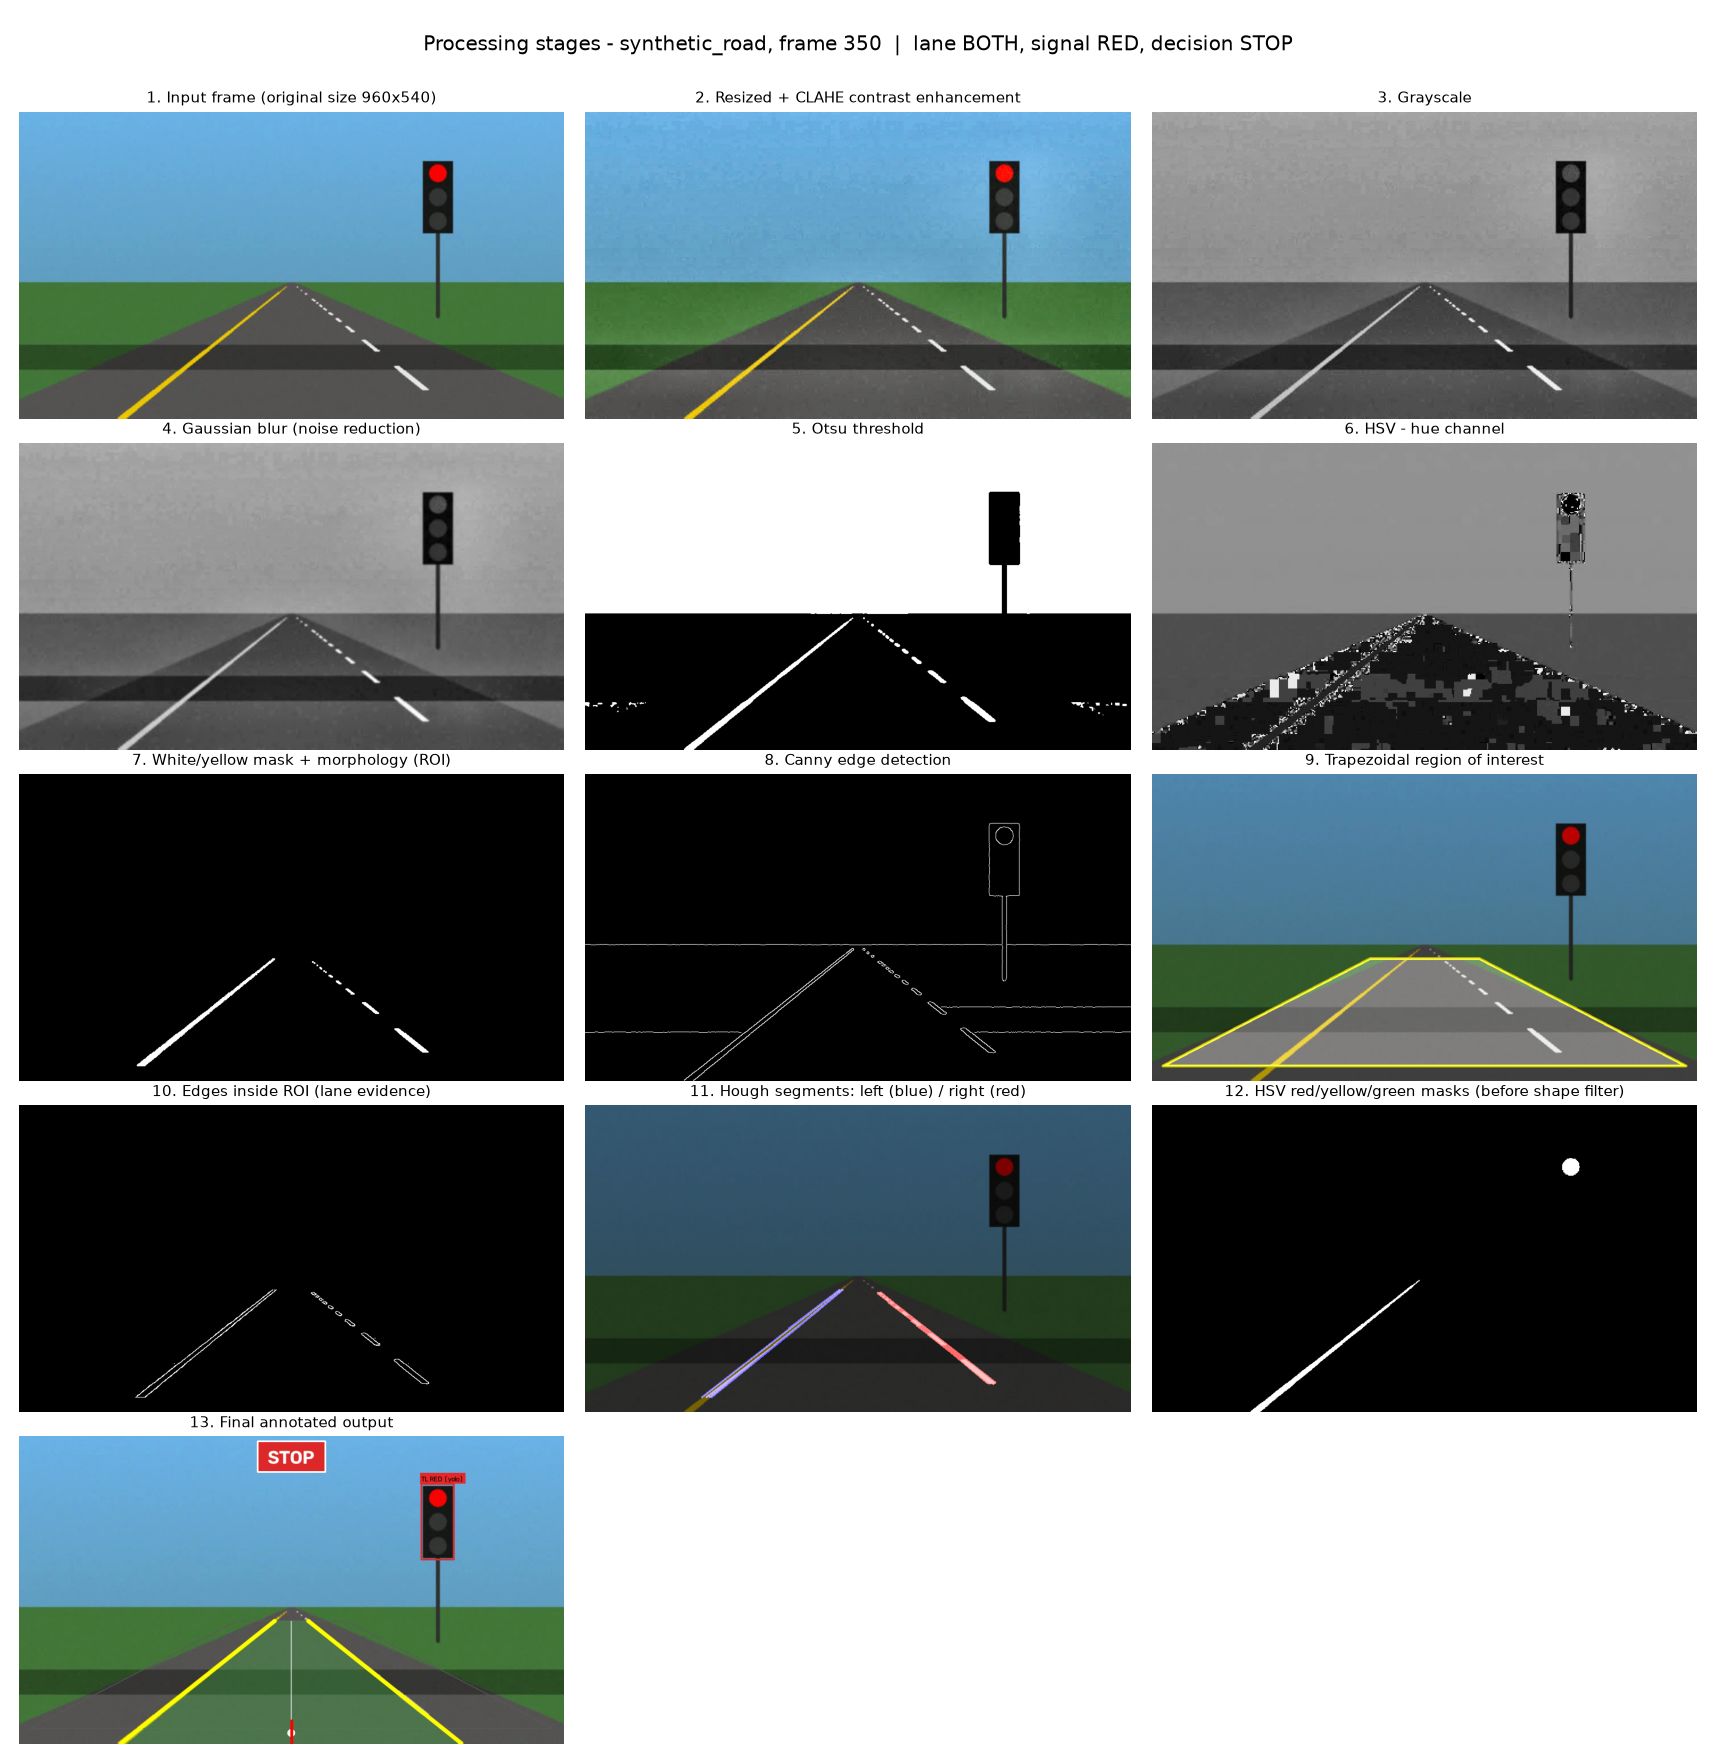 Processing stages - synthetic_road, frame 350 | lane BOTH, signal RED, decision STOP
1. Input frame (original size 960x540)
2. Resized + CLAHE contrast enhancement
3. Grayscale
4. Gaussian blur (noise reduction)
5. Otsu threshold
6. HSV - hue channel
7. White/yellow mask + morphology (ROI)
8. Canny edge detection
9. Trapezoidal region of interest
10. Edges inside ROI (lane evidence)
11. Hough segments: left (blue) / right (red)
12. HSV red/yellow/green masks (before shape filter)
13. Final annotated output
STOP
TL RED (yolo)